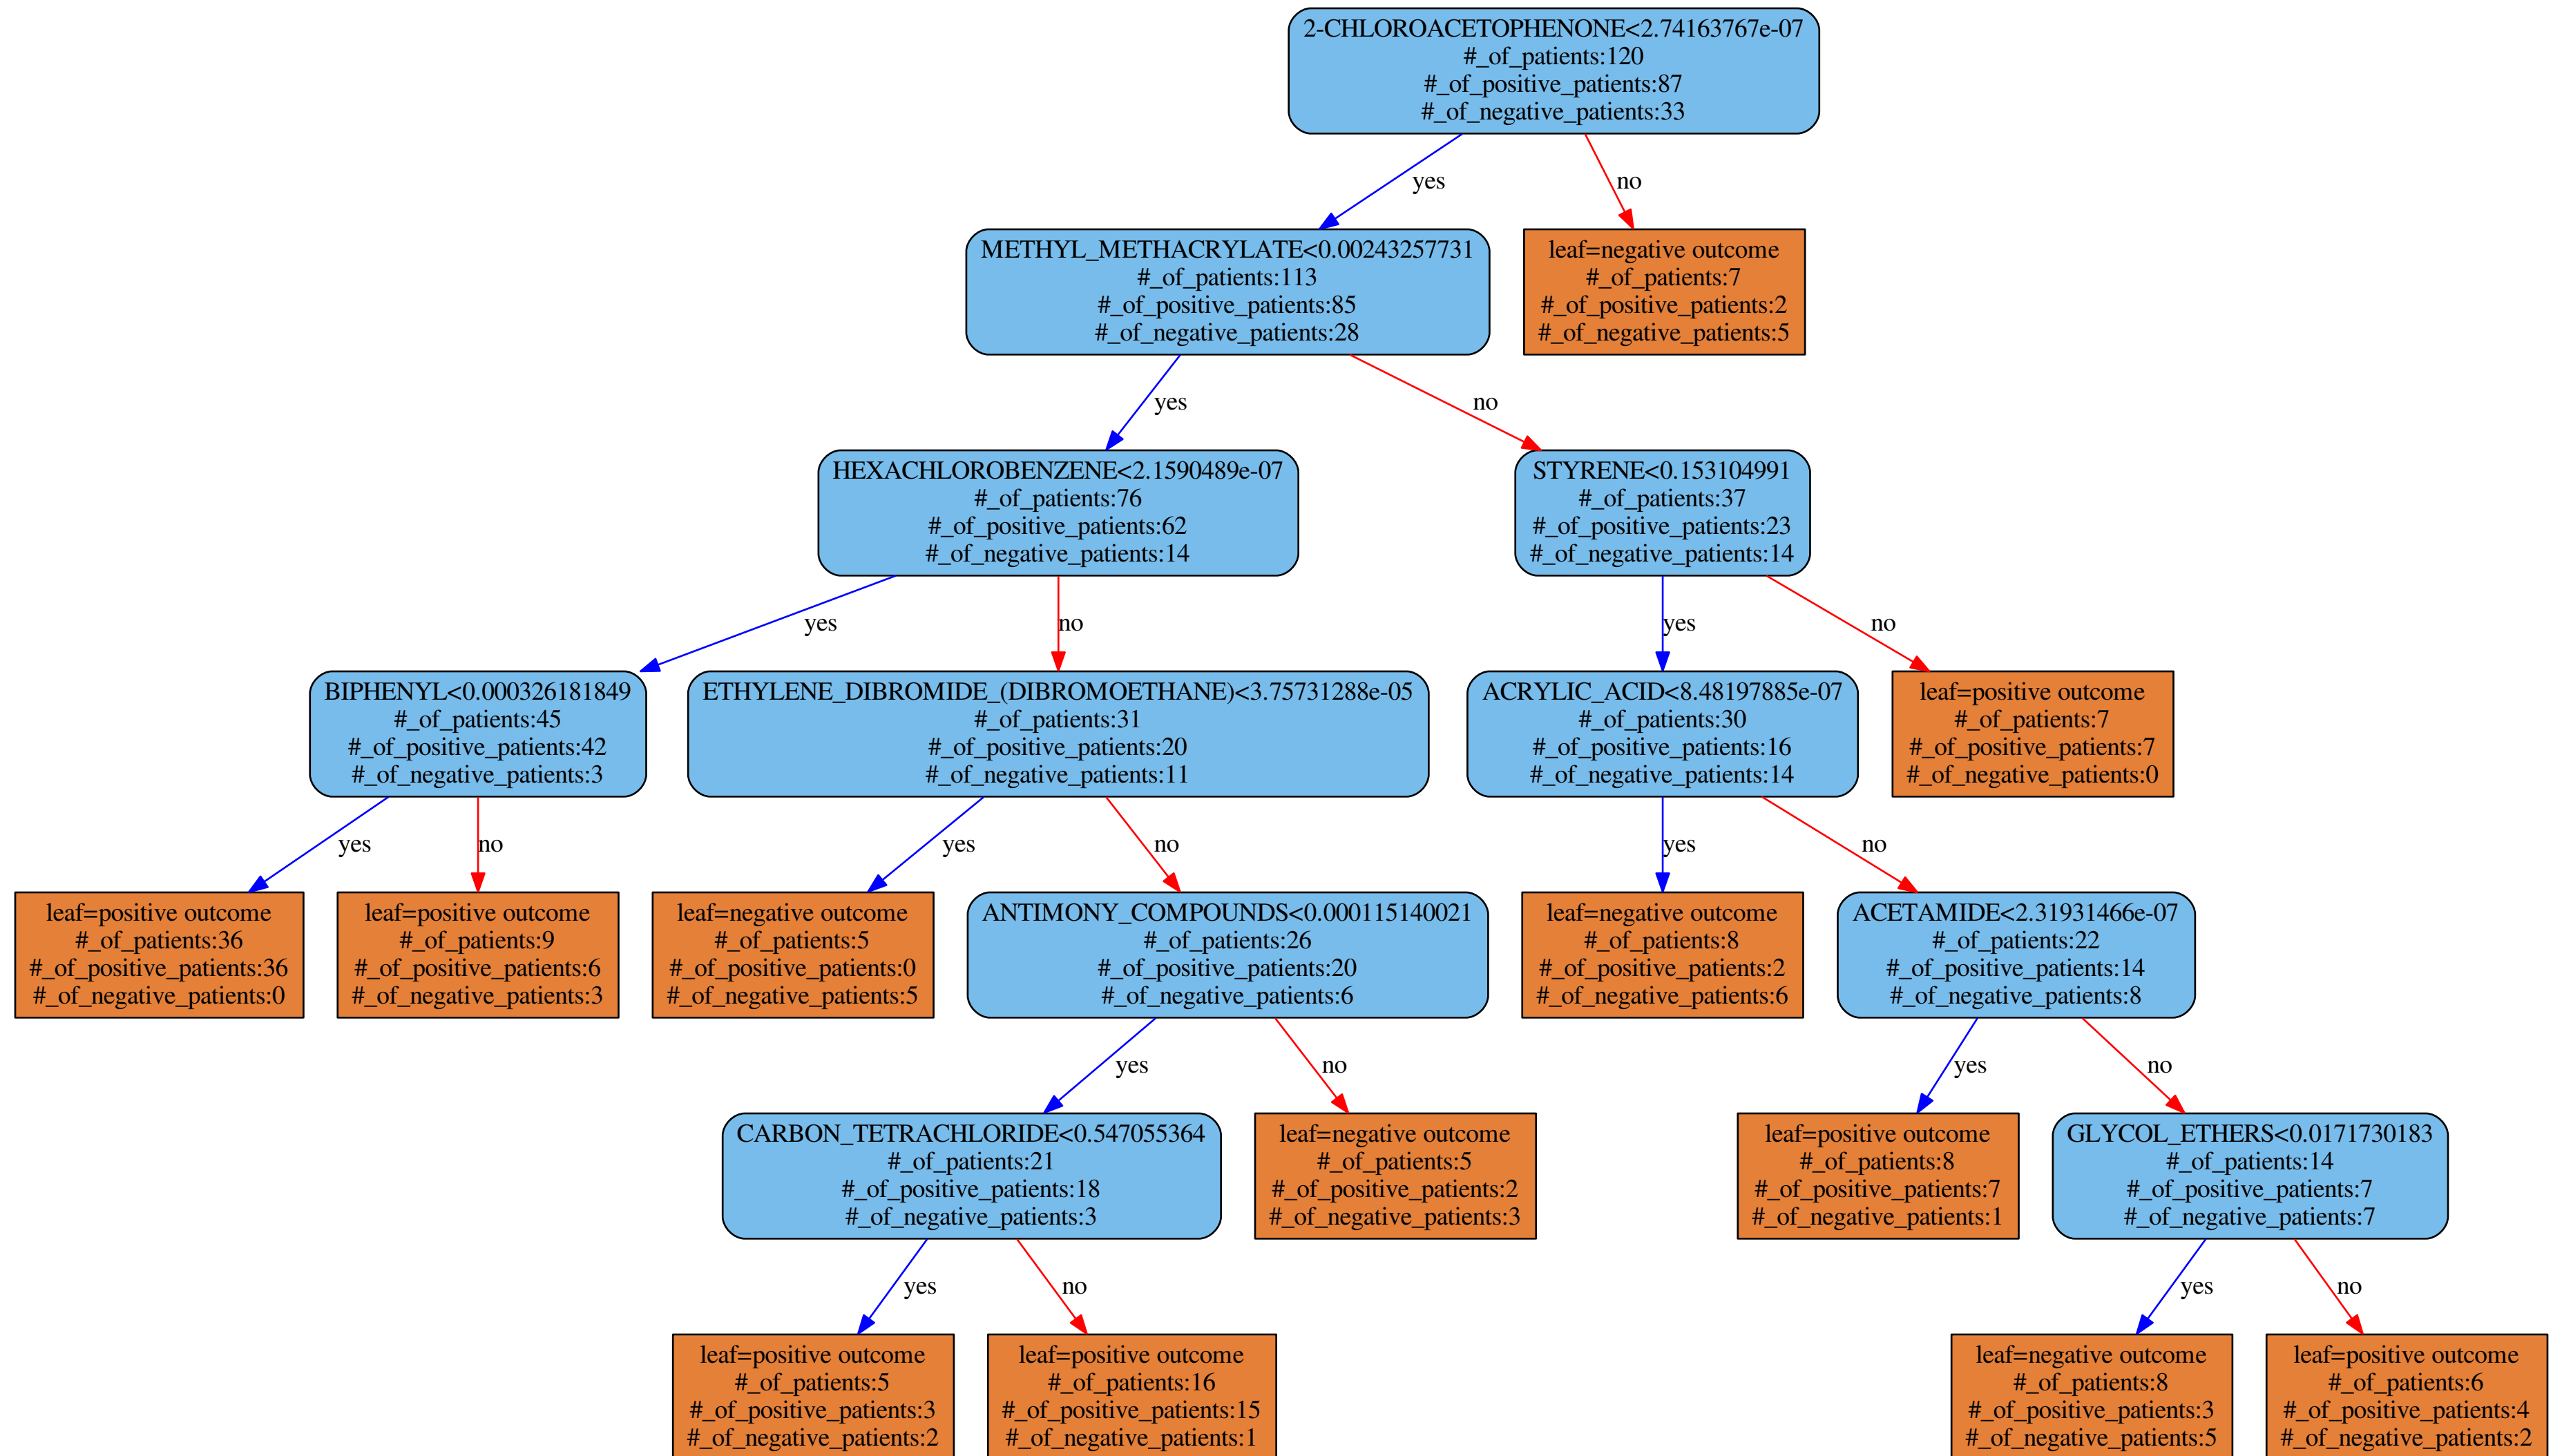 2-CHLOROACETOPHENONE<2.74163767e-07
#_of_patients:120
#_of_positive_patients:87
#_of_negative_patients:33
yes
no
METHYL_METHACRYLATE<0.00243257731
#_of_patients:113
#_of_positive_patients:85
#_of_negative_patients:28
leaf=negative outcome
#_of_patients:7
#_of_positive_patients:2
#_of_negative_patients:5
yes
no
HEXACHLOROBENZENE<2.1590489e-07
#_of_patients:76
#_of_positive_patients:62
#_of_negative_patients:14
STYRENE<0.153104991
#_of_patients:37
#_of_positive_patients:23
#_of_negative_patients:14
yes
no
yes
no
BIPHENYL<0.000326181849
#_of_patients:45
#_of_positive_patients:42
#_of_negative_patients:3
ETHYLENE_DIBROMIDE_(DIBROMOETHANE)<3.75731288e-05
#_of_patients:31
#_of_positive_patients:20
#_of_negative_patients:11
ACRYLIC_ACID<8.48197885e-07
#_of_patients:30
#_of_positive_patients:16
#_of_negative_patients:14
leaf=positive outcome
#_of_patients:7
#_of_positive_patients:7
#_of_negative_patients:0
yes
no
yes
no
yes
no
leaf=positive outcome
#_of_patients:36
#_of_positive_patients:36
#_of_negative_patients:0
leaf=positive outcome
#_of_patients:9
#_of_positive_patients:6
#_of_negative_patients:3
leaf=negative outcome
#_of_patients:5
#_of_positive_patients:0
#_of_negative_patients:5
ANTIMONY_COMPOUNDS<0.000115140021
#_of_patients:26
#_of_positive_patients:20
#_of_negative_patients:6
leaf=negative outcome
#_of_patients:8
#_of_positive_patients:2
#_of_negative_patients:6
ACETAMIDE<2.31931466e-07
#_of_patients:22
#_of_positive_patients:14
#_of_negative_patients:8
yes
no
yes
no
CARBON_TETRACHLORIDE<0.547055364
#_of_patients:21
#_of_positive_patients:18
#_of_negative_patients:3
leaf=negative outcome
#_of_patients:5
#_of_positive_patients:2
#_of_negative_patients:3
leaf=positive outcome
#_of_patients:8
#_of_positive_patients:7
#_of_negative_patients:1
GLYCOL_ETHERS<0.0171730183
#_of_patients:14
#_of_positive_patients:7
#_of_negative_patients:7
yes
no
yes
no
leaf=positive outcome
#_of_patients:5
#_of_positive_patients:3
#_of_negative_patients:2
leaf=positive outcome
#_of_patients:16
#_of_positive_patients:15
#_of_negative_patients:1
leaf=negative outcome
#_of_patients:8
#_of_positive_patients:3
#_of_negative_patients:5
leaf=positive outcome
#_of_patients:6
#_of_positive_patients:4
#_of_negative_patients:2